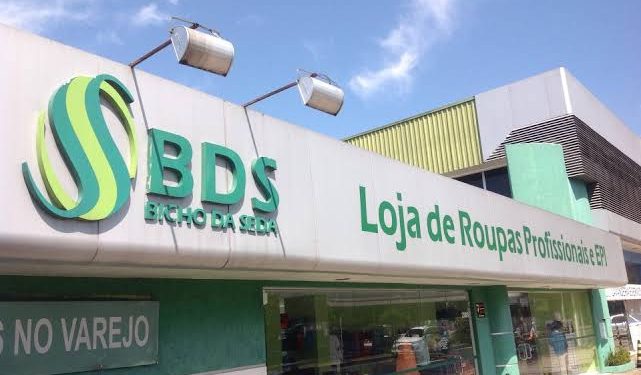 BDS
BICHO DA SEDA
Loja de Roupas Profissionais e EPI
S NO VAREJO